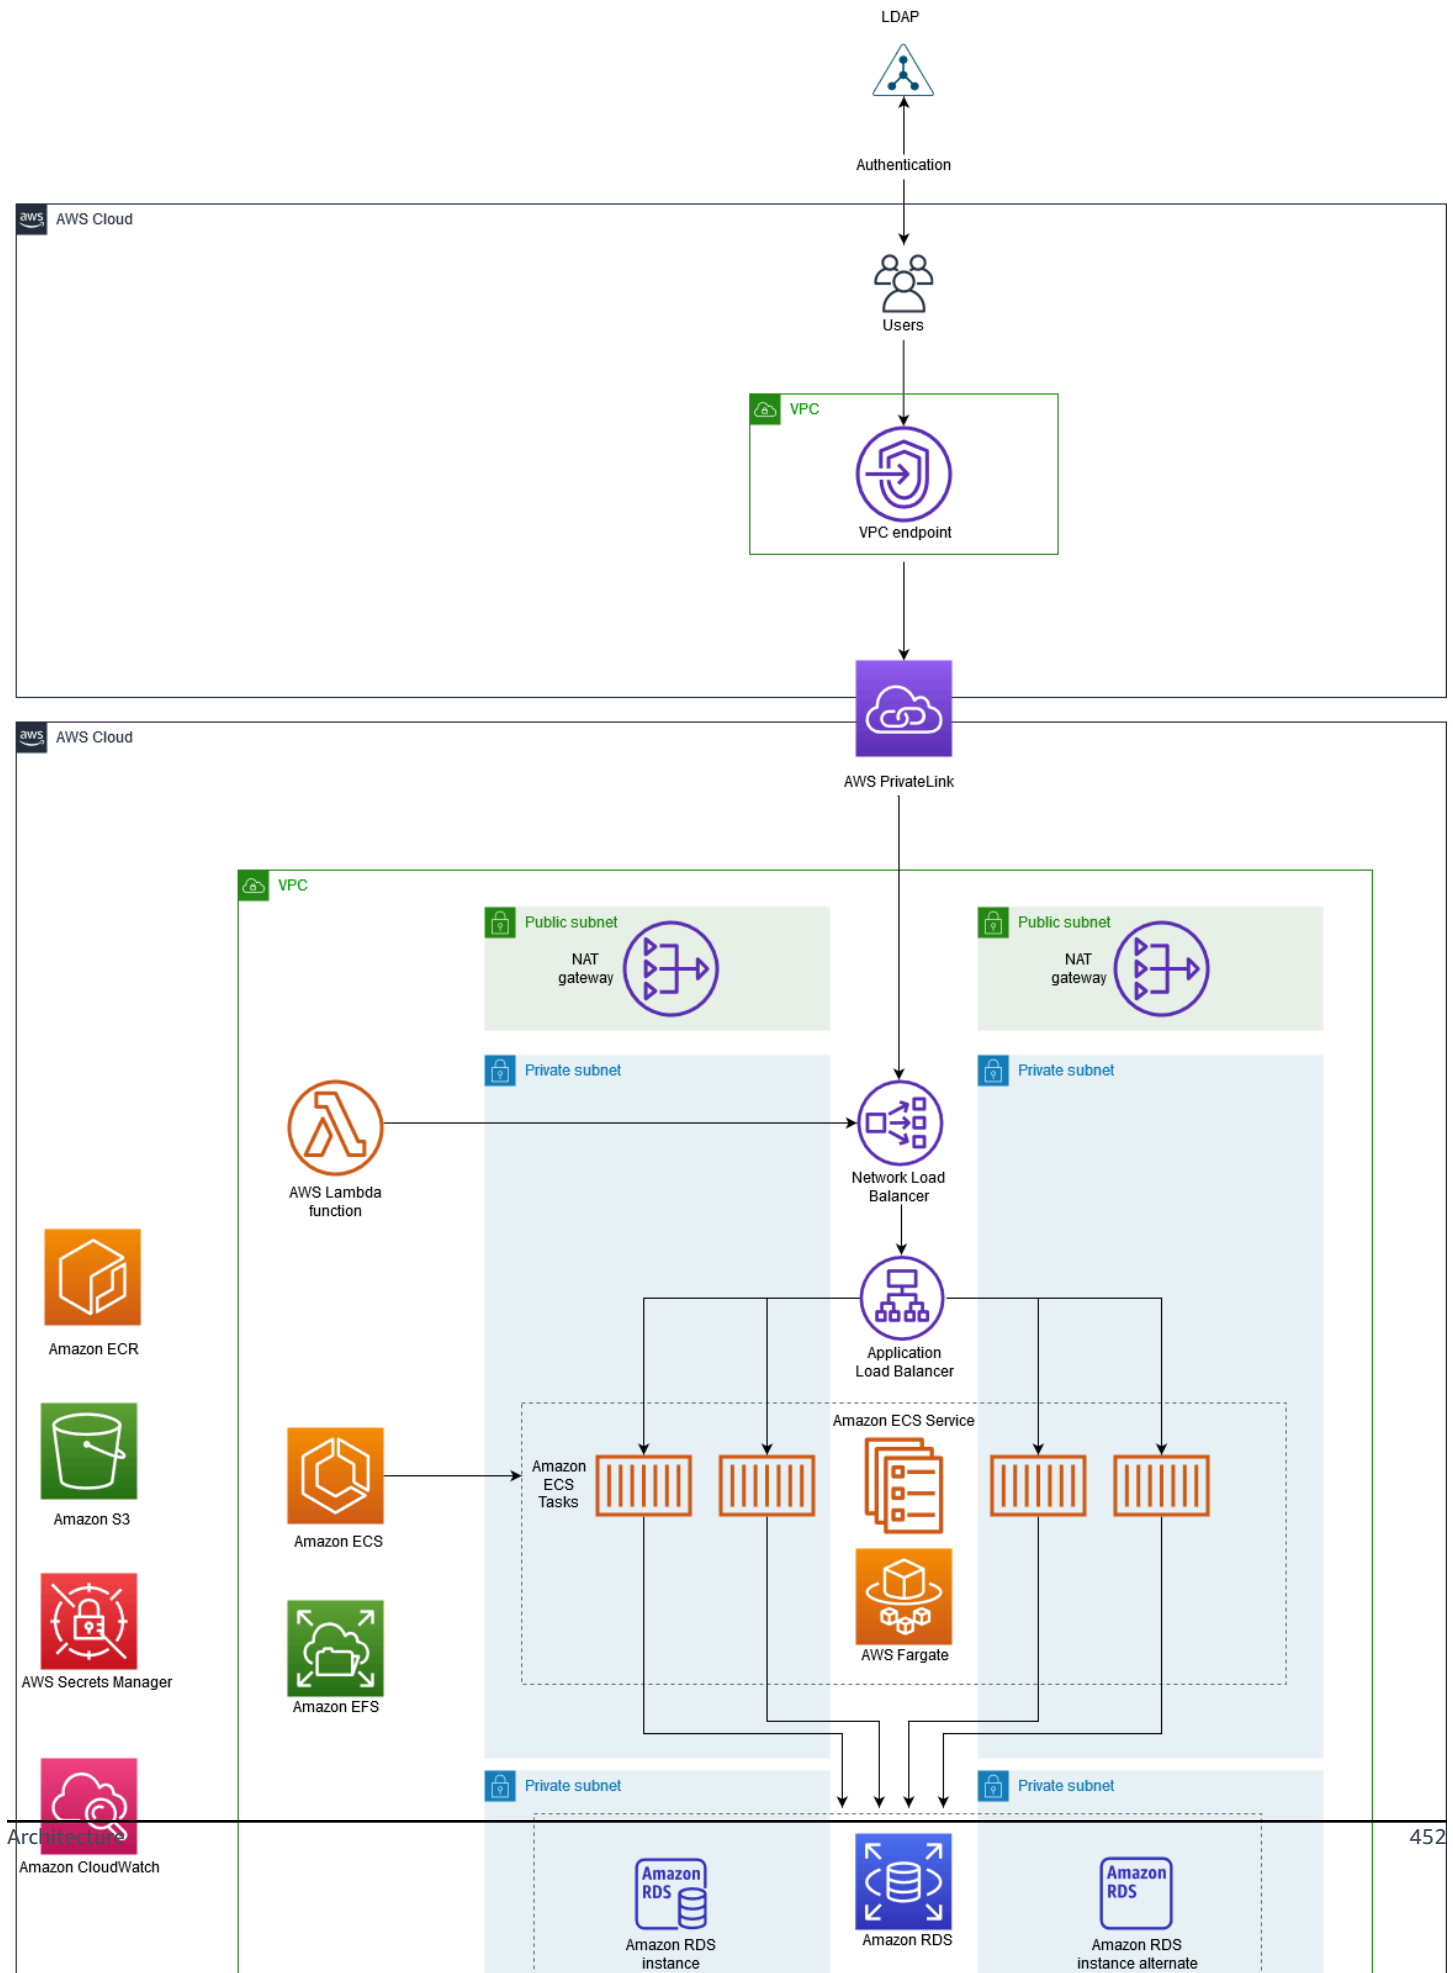 LDAP
Authentication
aws
AWS Cloud
Users
VPC
VPC endpoint
aws
AWS Cloud
AWS PrivateLink
VPC
Public subnet
NAT
gateway
Public subnet
NAT
gateway
Private subnet
Private subnet
AWS Lambda
function
Network Load
Balancer
Amazon ECR
Application
Load Balancer
Amazon S3
Amazon ECS
Amazon ECS Service
Amazon
ECS
Tasks
AWS Fargate
AWS Secrets Manager
Amazon EFS
Private subnet
Private subnet
Architecture
452
Amazon CloudWatch
Amazon
RDS
Amazon RDS
instance
Amazon RDS
Amazon
RDS
Amazon RDS
instance alternate